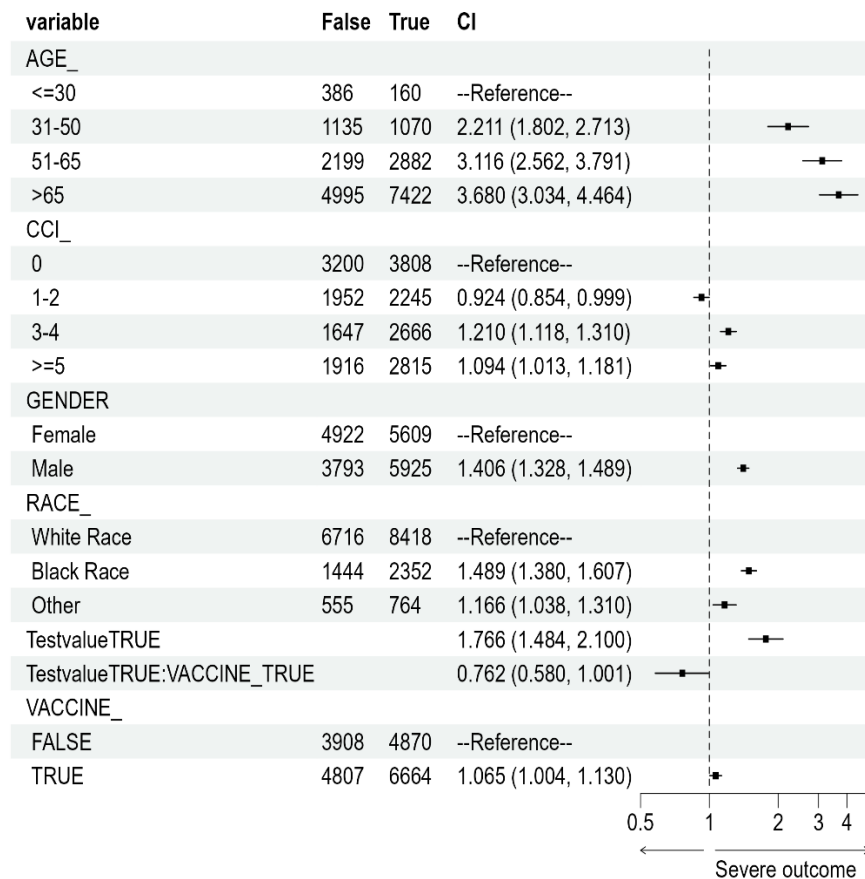 variable False True CI
AGE_
<=30 386 160 --Reference--
31-50 1135 1070 2.211 (1.802, 2.713)
51-65 2199 2882 3.116 (2.562, 3.791)
>65 4995 7422 3.680 (3.034, 4.464)
CCI_
0 3200 3808 --Reference--
1-2 1952 2245 0.924 (0.854, 0.999)
3-4 1647 2666 1.210 (1.118, 1.310)
>=5 1916 2815 1.094 (1.013, 1.181)
GENDER
Female 4922 5609 --Reference--
Male 3793 5925 1.406 (1.328, 1.489)
RACE_
White Race 6716 8418 --Reference--
Black Race 1444 2352 1.489 (1.380, 1.607)
Other 555 764 1.166 (1.038, 1.310)
TestvalueTRUE 1.766 (1.484, 2.100)
TestvalueTRUE:VACCINE_TRUE 0.762 (0.580, 1.001)
VACCINE_
FALSE 3908 4870 --Reference--
TRUE 4807 6664 1.065 (1.004, 1.130)
0.5 1 2 3 4
Severe outcome